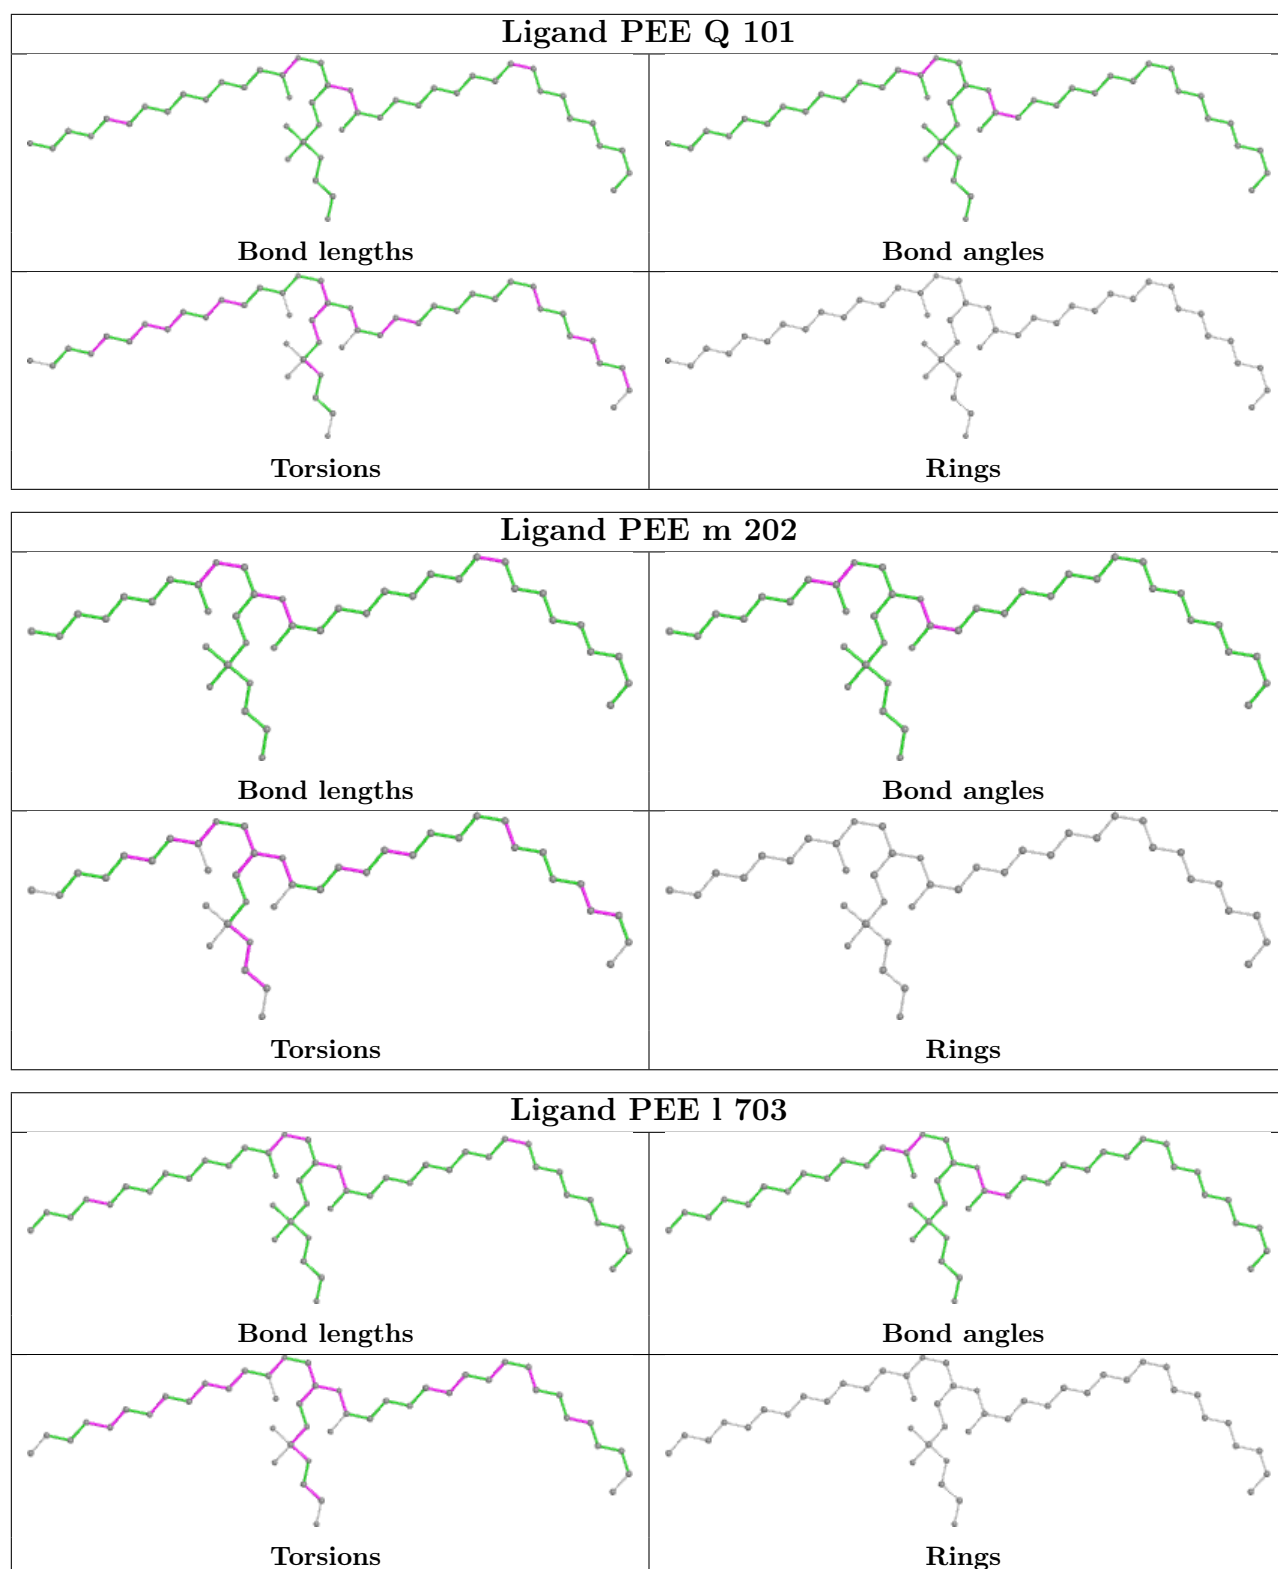 Ligand PEE Q 101
Bond lengths
Bond angles
Torsions
Rings
Ligand PEE m 202
Bond lengths
Bond angles
Torsions
Rings
Ligand PEE l 703
Bond lengths
Bond angles
Torsions
Rings